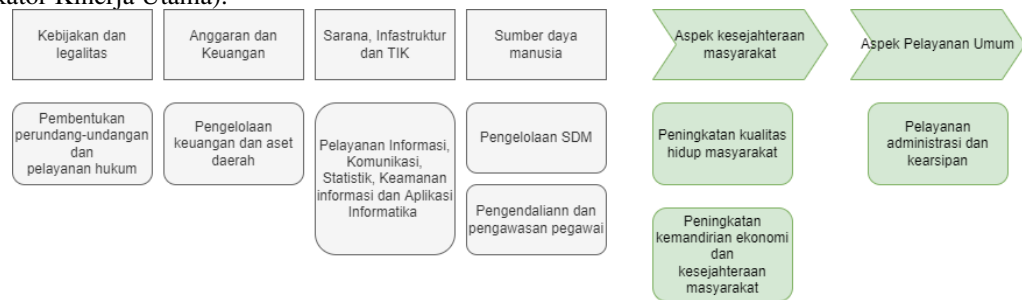 Kinerja Utama).
Kebijakan dan
legalitas
Anggaran dan
Keuangan
Sarana, Infastruktur
dan TIK
Sumber daya
manusia
Aspek kesejahteraan
masyarakat
Aspek Pelayanan Umum
Pembentukan
perundang-undangan
dan
pelayanan hukum
Pengelolaan
keuangan dan aset
daerah
Pelayanan Informasi,
Komunikasi,
Statistik, Keamanan
informasi dan Aplikasi
Informatika
Pengelolaan SDM
Pengendaliann dan
pengawasan pegawai
Peningkatan kualitas
hidup masyarakat
Peningkatan
kemandirian ekonomi
dan
kesejahteraan
masyarakat
Pelayanan
administrasi dan
kearsipan